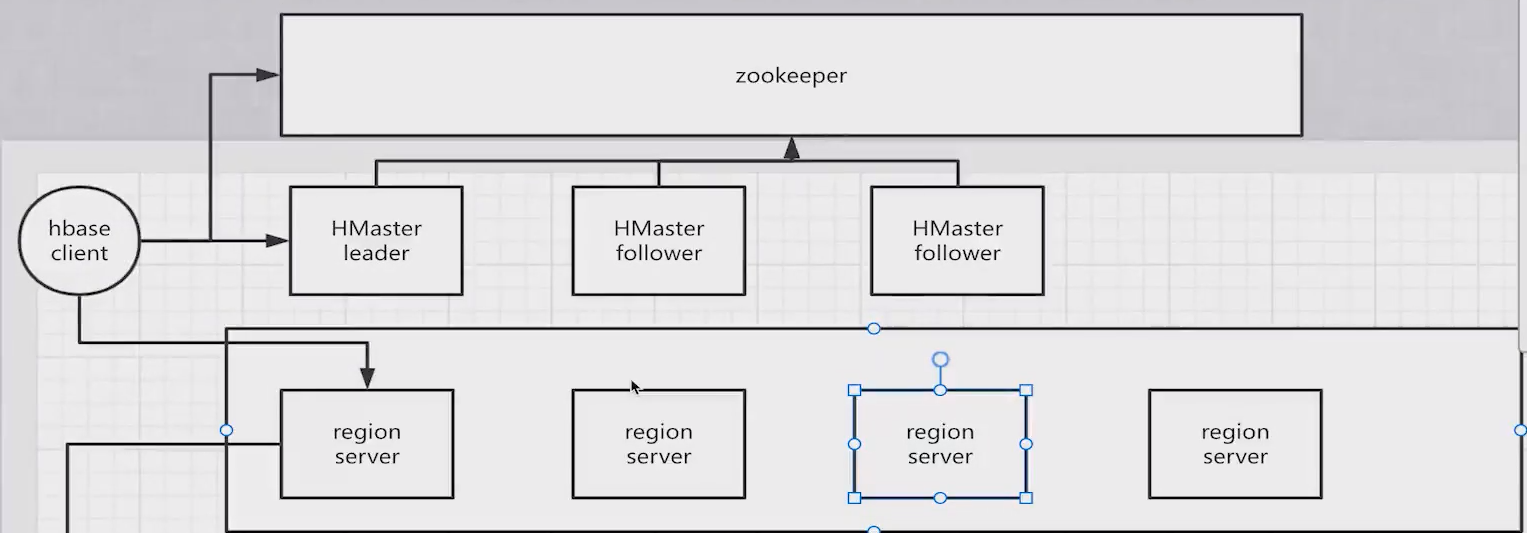 zookeeper
hbase
client
HMaster
leader
HMaster
follower
HMaster
follower
region
server
region
server
region
server
region
server